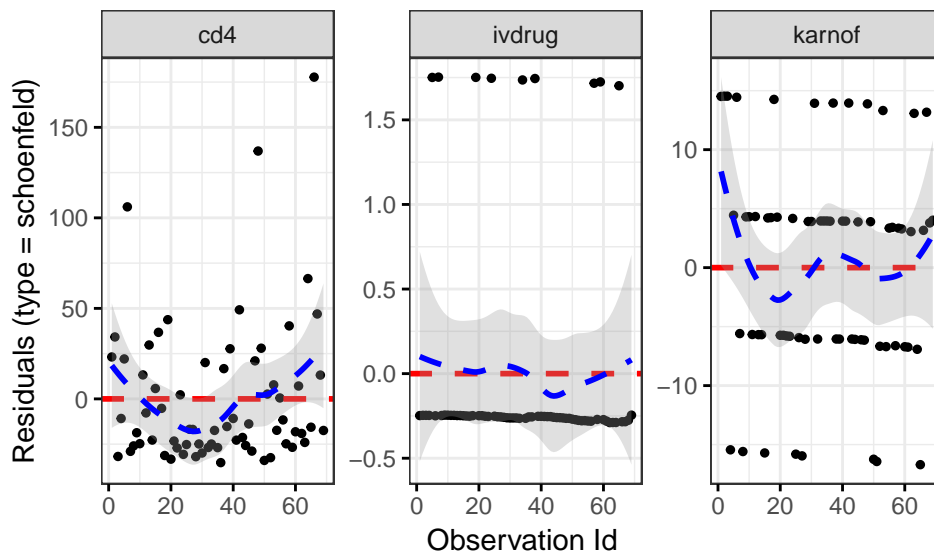 cd4 ivdrug karnof
Residuals (type = schoenfeld)
150
100
50
0
0 20 40 60
1.5
1.0
0.5
0.0
−0.5
0 20 40 60
10
0
−10
0 20 40 60
Observation Id